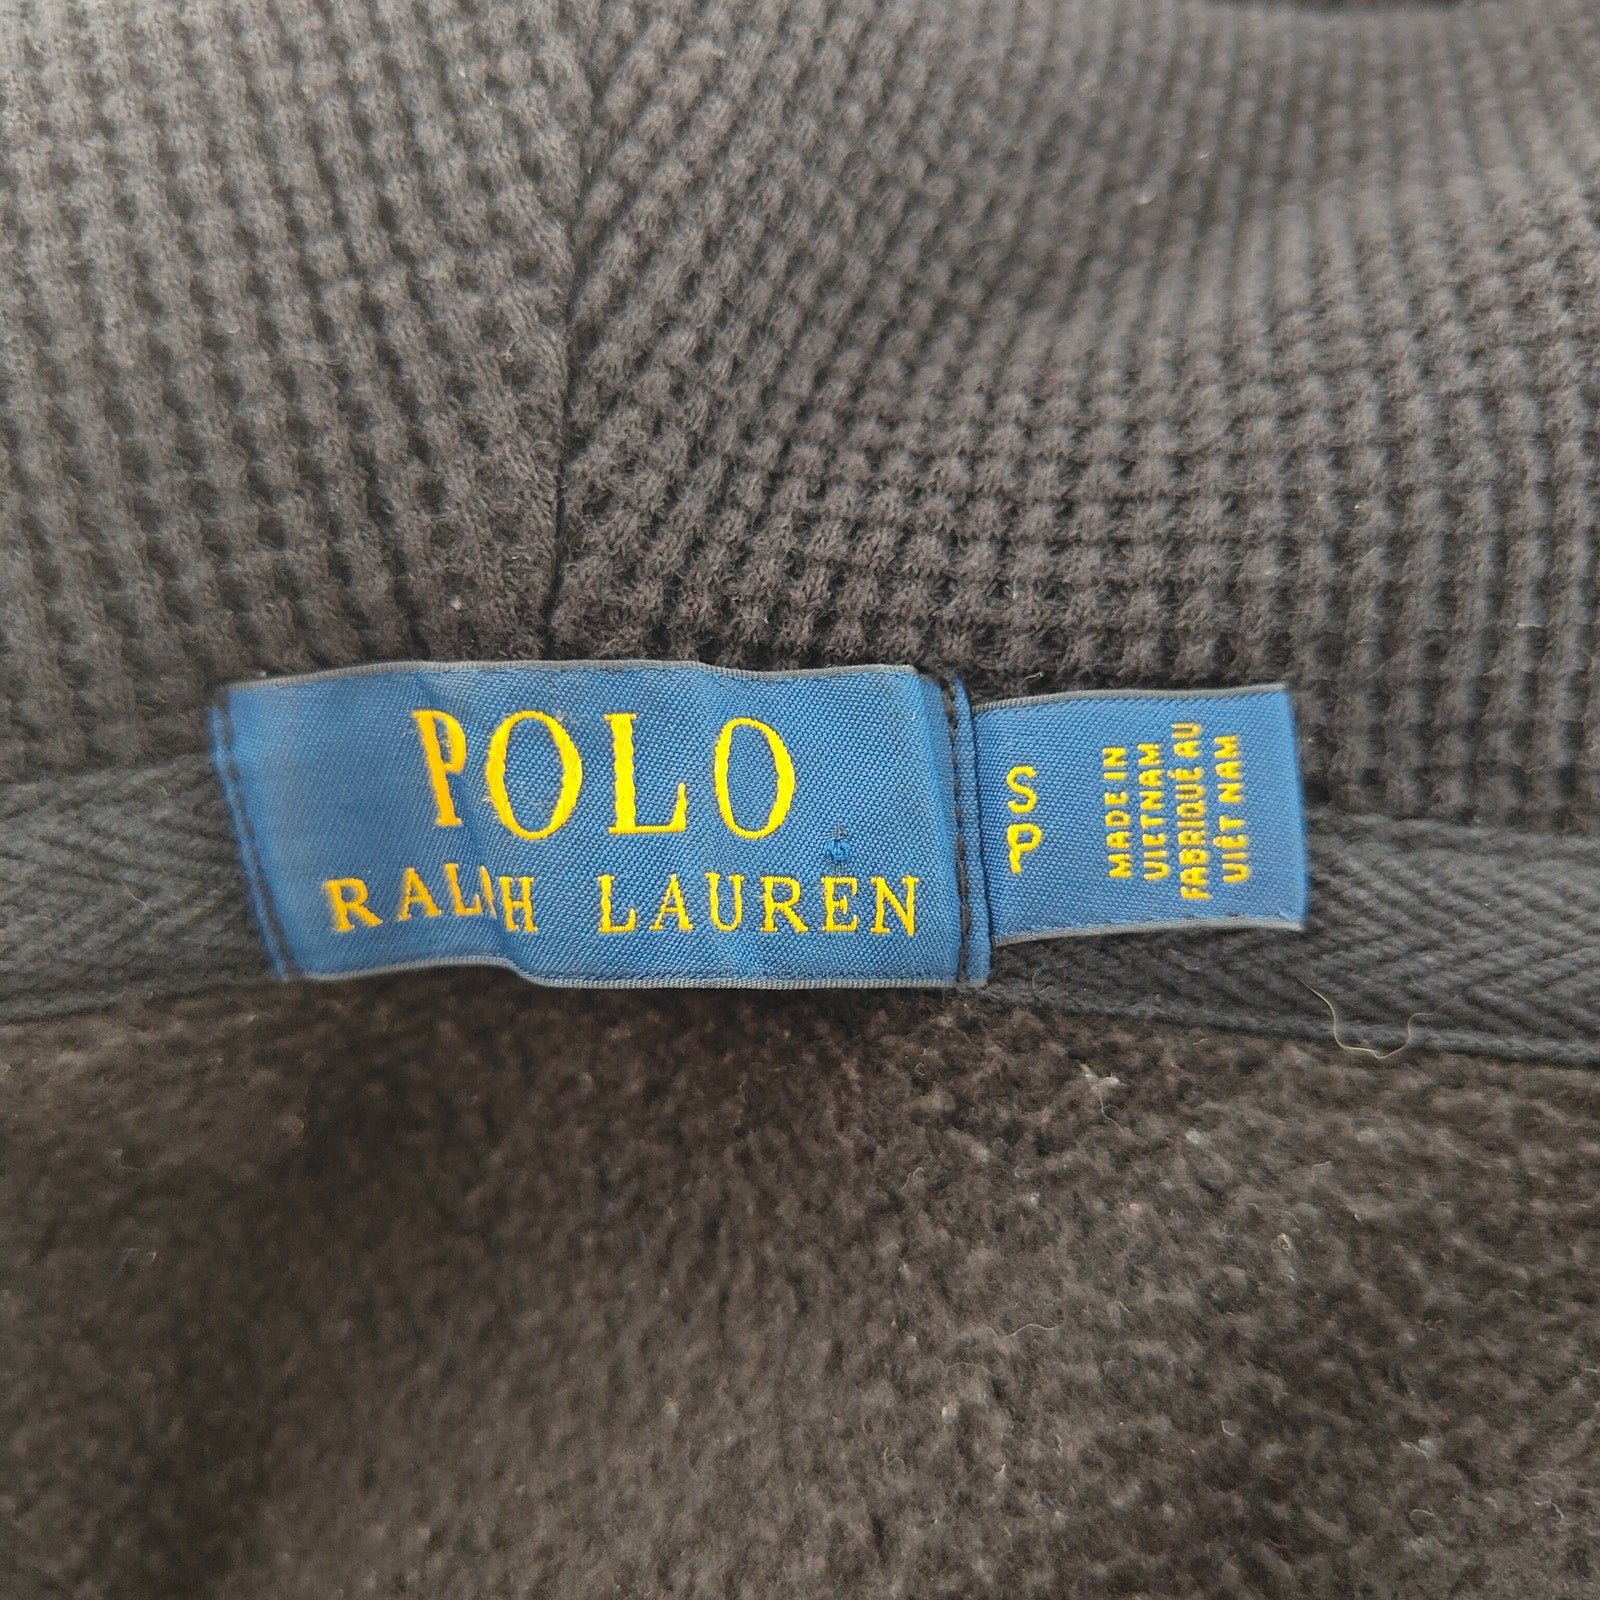 POLO
RALPH LAUREN
S
P
MADE IN
VIETNAM
FABRIQUÉ AU
VIÊT NAM